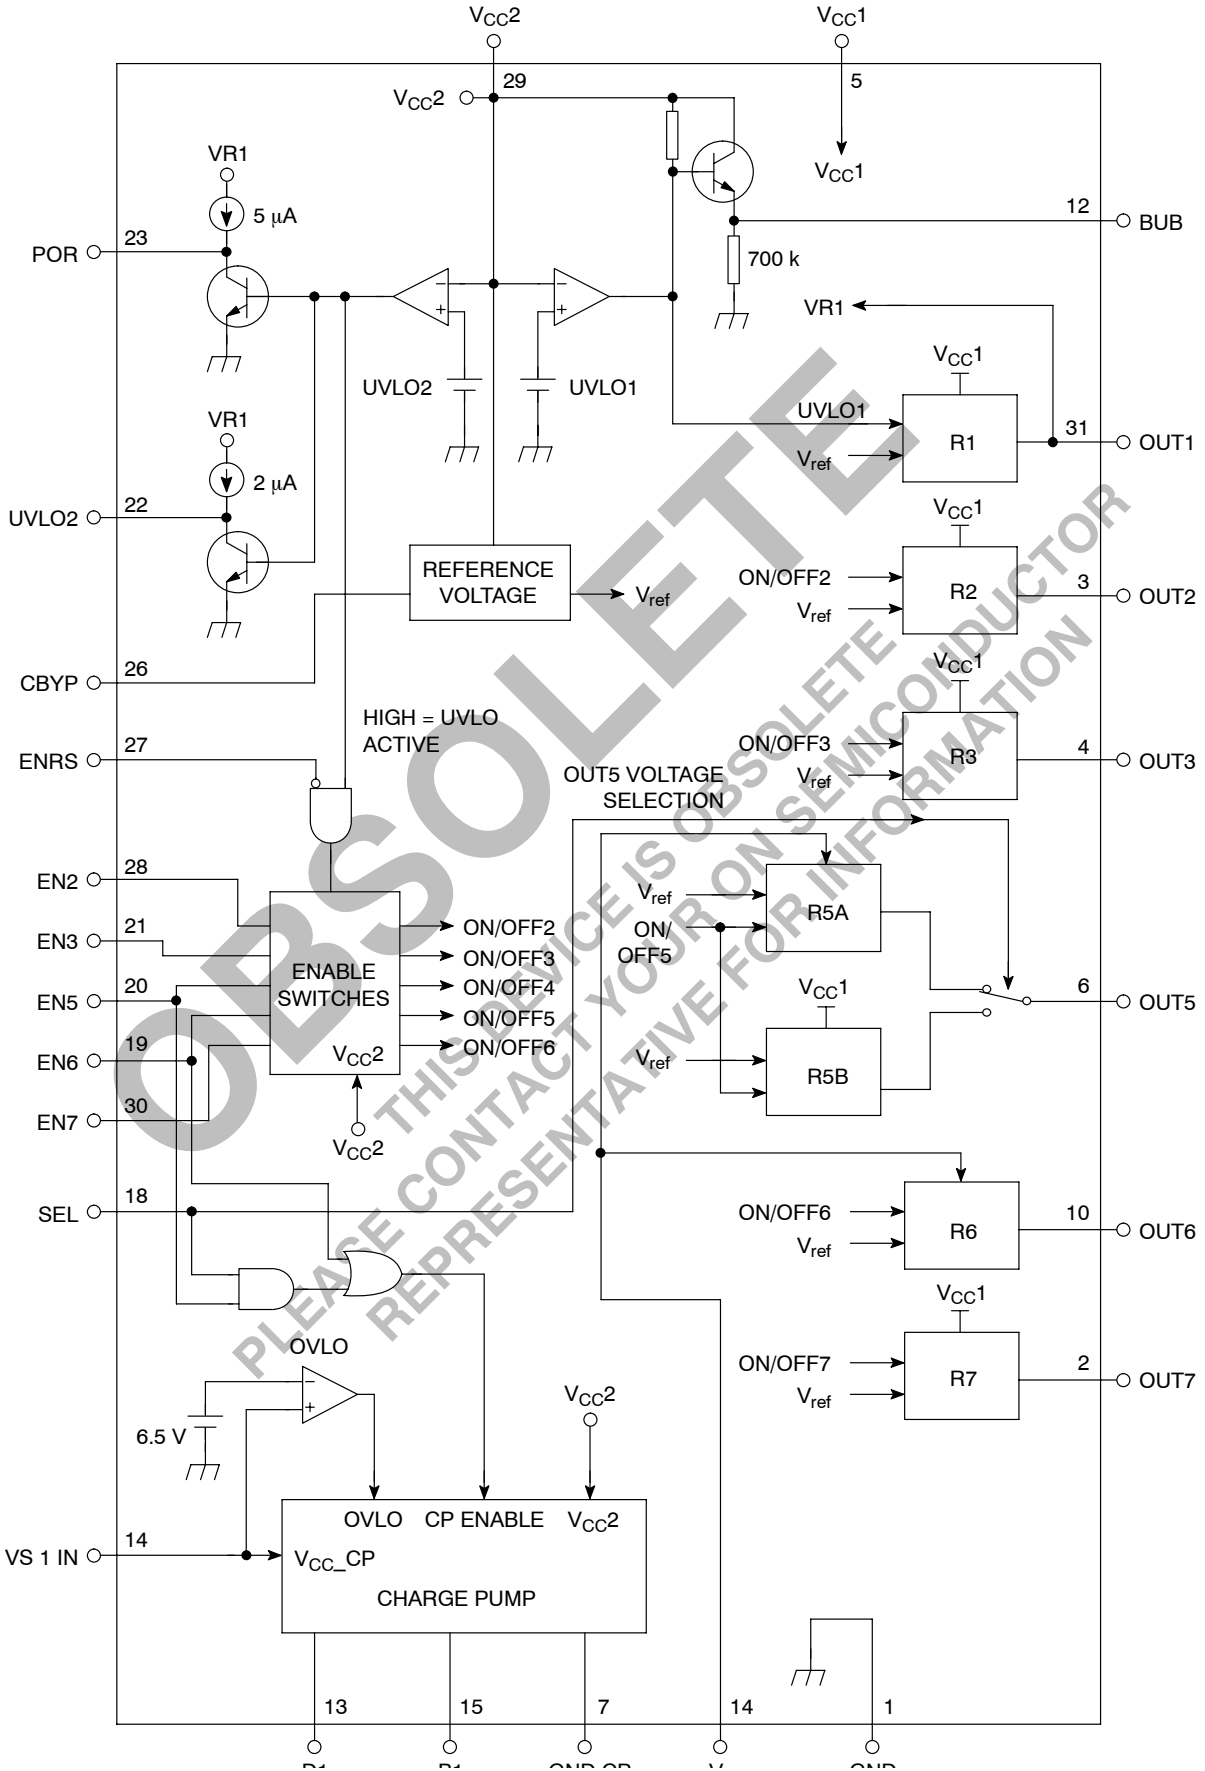 VCC2
VCC1
29
5
VCC2
VCC1
VR1
5 μA
12
BUB
POR
23
700 k
VR1
UVLO2
UVLO1
VCC1
VR1
UVLO1
R1
31
OUT1
Vref
2 μA
UVLO2
22
VCC1
REFERENCE
VOLTAGE
Vref
ON/OFF2
R2
3
OUT2
Vref
CBYP
26
VCC1
HIGH = UVLO
ACTIVE
ENRS
27
ON/OFF3
R3
4
OUT3
Vref
OUT5 VOLTAGE
SELECTION
EN2
28
Vref
R5A
EN3
21
ON/OFF2
ON/
OFF5
ON/OFF3
ENABLE
SWITCHES
ON/OFF4
EN5
20
VCC1
6
OUT5
ON/OFF5
EN6
19
VCC2
ON/OFF6
Vref
R5B
EN7
30
VCC2
SEL
18
ON/OFF6
R6
10
OUT6
Vref
VCC1
OVLO
ON/OFF7
R7
2
OUT7
Vref
6.5 V
VCC2
OVLO
CP ENABLE
VCC2
VS 1 IN
14
VCC_CP
CHARGE PUMP
13
15
7
14
1
OBSOLETE
THIS DEVICE IS OBSOLETE
PLEASE CONTACT YOUR ON SEMICONDUCTOR
REPRESENTATIVE FOR INFORMATION